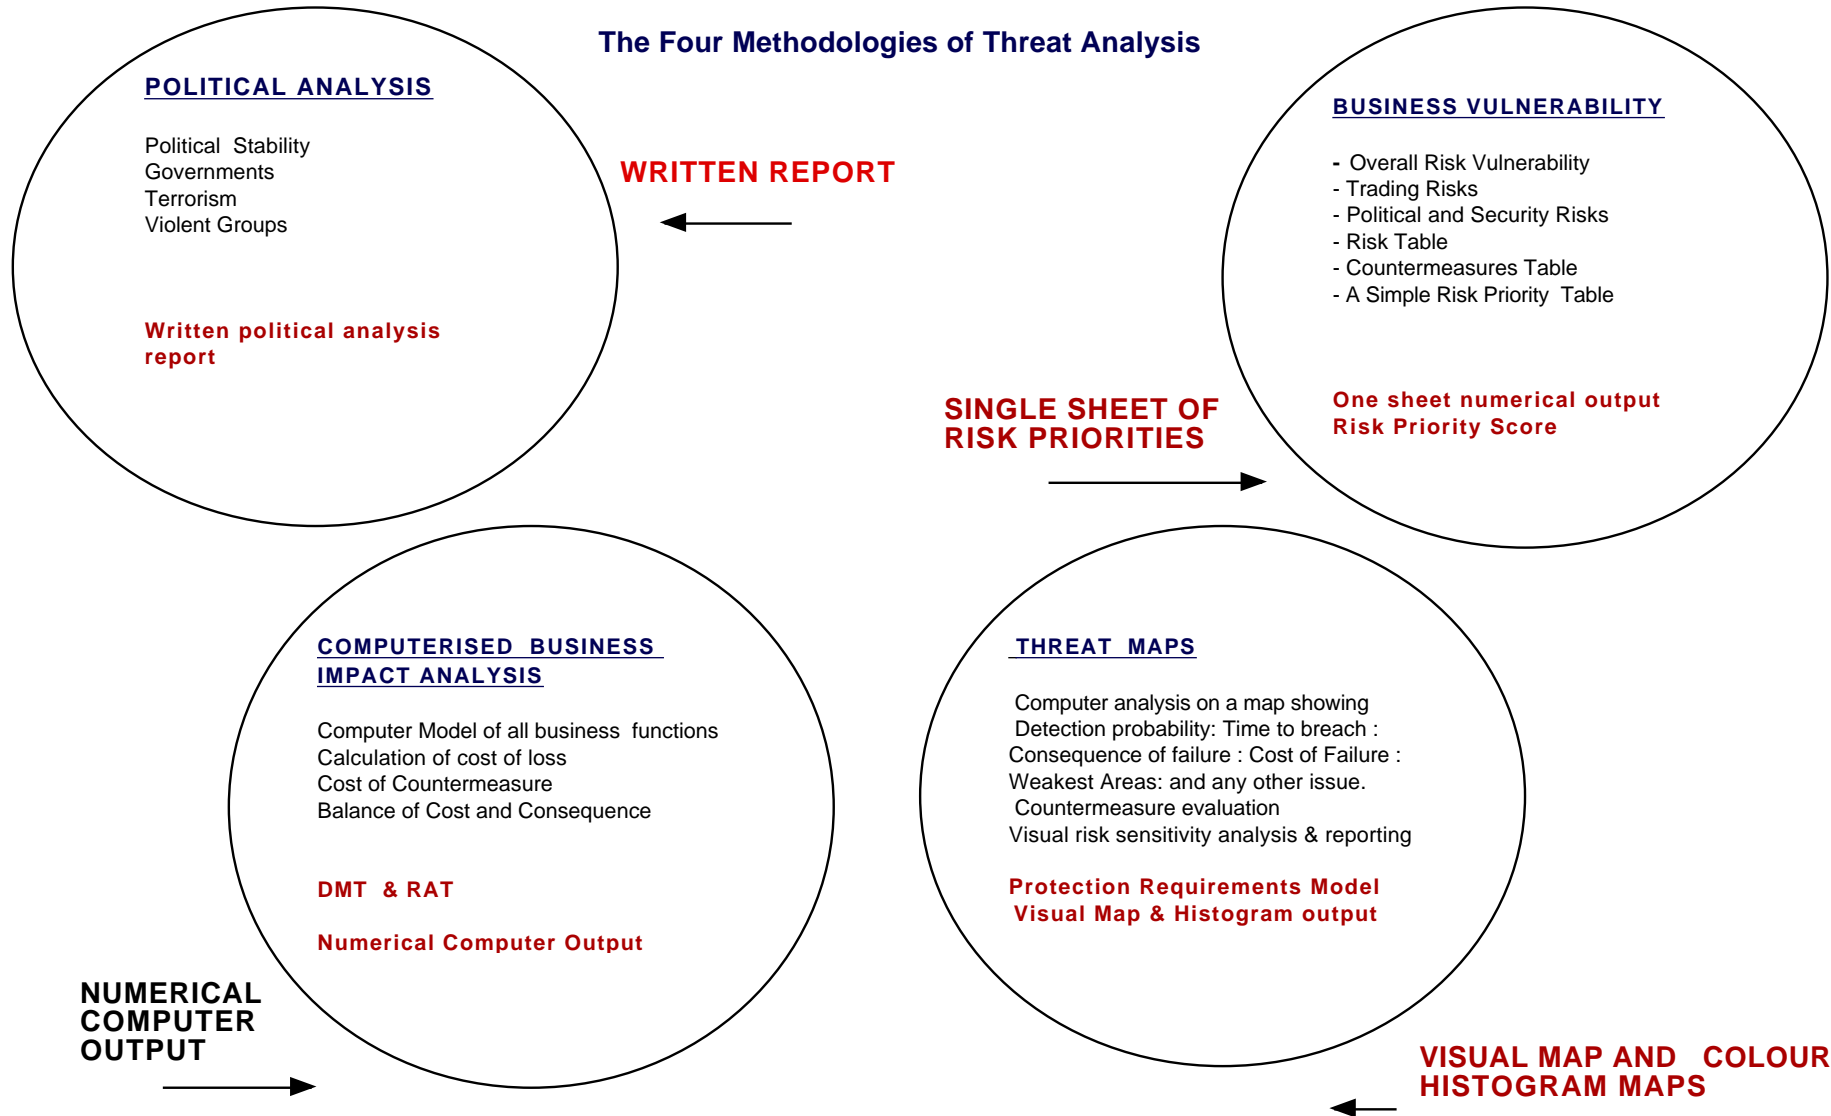 The Four Methodologies of Threat Analysis
POLITICAL ANALYSIS
Political Stability
Governments
Terrorism
Violent Groups
Written political analysis
report
WRITTEN REPORT
BUSINESS VULNERABILITY
- Overall Risk Vulnerability
- Trading Risks
- Political and Security Risks
- Risk Table
- Countermeasures Table
- A Simple Risk Priority Table
One sheet numerical output
Risk Priority Score
SINGLE SHEET OF
RISK PRIORITIES
COMPUTERISED BUSINESS
IMPACT ANALYSIS
Computer Model of all business functions
Calculation of cost of loss
Cost of Countermeasure
Balance of Cost and Consequence
DMT & RAT
Numerical Computer Output
NUMERICAL
COMPUTER
OUTPUT
THREAT MAPS
Computer analysis on a map showing
Detection probability: Time to breach :
Consequence of failure : Cost of Failure :
Weakest Areas: and any other issue.
Countermeasure evaluation
Visual risk sensitivity analysis & reporting
Protection Requirements Model
Visual Map & Histogram output
VISUAL MAP AND COLOUR
HISTOGRAM MAPS